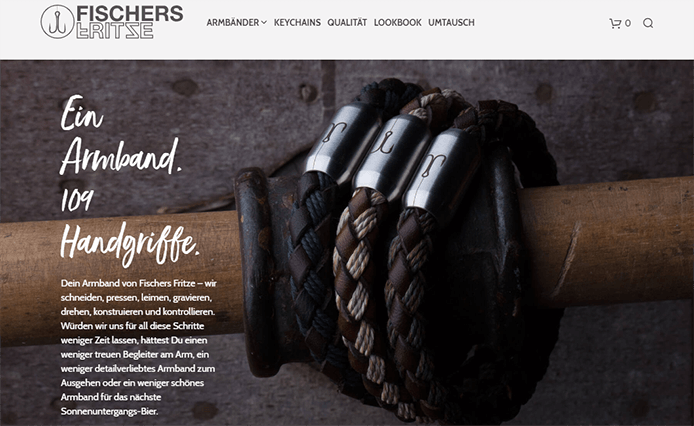 FISCHERS
FRITZE
ARMBÄNDER KEYCHAINS QUALITÄT LOOKBOOK UMTAUSCH
0
Ein
Armband.
109
Handgriffe.
Dein Armband von Fischers Fritze – wir
schneiden, pressen, leimen, gravieren,
drehen, konstruieren und kontrollieren.
Würden wir uns für all diese Schritte
weniger Zeit lassen, hättest Du einen
weniger treuen Begleiter am Arm, ein
weniger detailverliebtes Armband zum
Ausgehen oder ein weniger schönes
Armband für das nächste
Sonnenuntergangs-Bier.